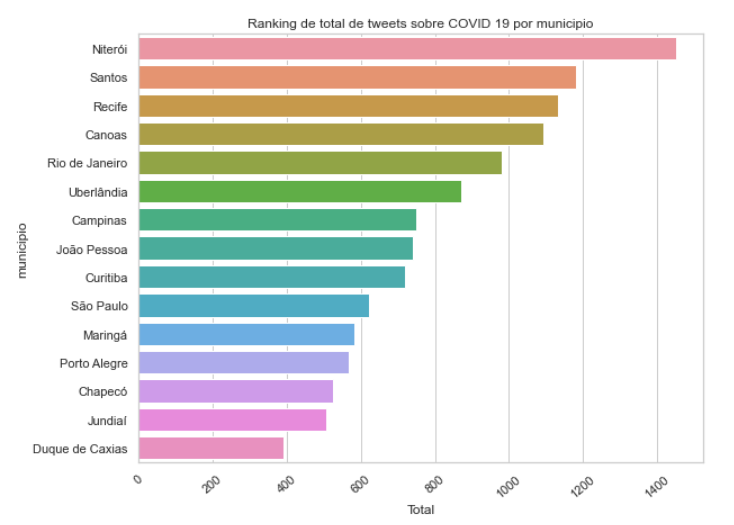 Ranking de total de tweets sobre COVID 19 por municipio
Niterói
Santos
Recife
Canoas
Rio de Janeiro
Uberlândia
Campinas
João Pessoa
Curitiba
São Paulo
Maringá
Porto Alegre
Chapecó
Jundiaí
Duque de Caxias
municipio
0 200 400 600 800 1000 1200 1400
Total